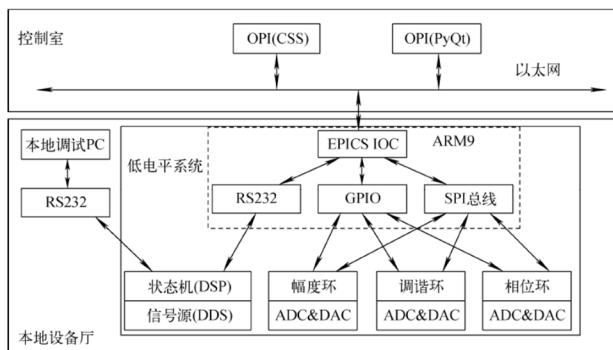 控制室
OPI(CSS)
OPI(PyQt)
以太网
本地调试PC
EPICS IOC
ARM9
低电平系统
RS232
RS232
GPIO
SPI总线
状态机(DSP)
幅度环
调谐环
相位环
信号源(DDS)
ADC&DAC
ADC&DAC
ADC&DAC
本地设备厅